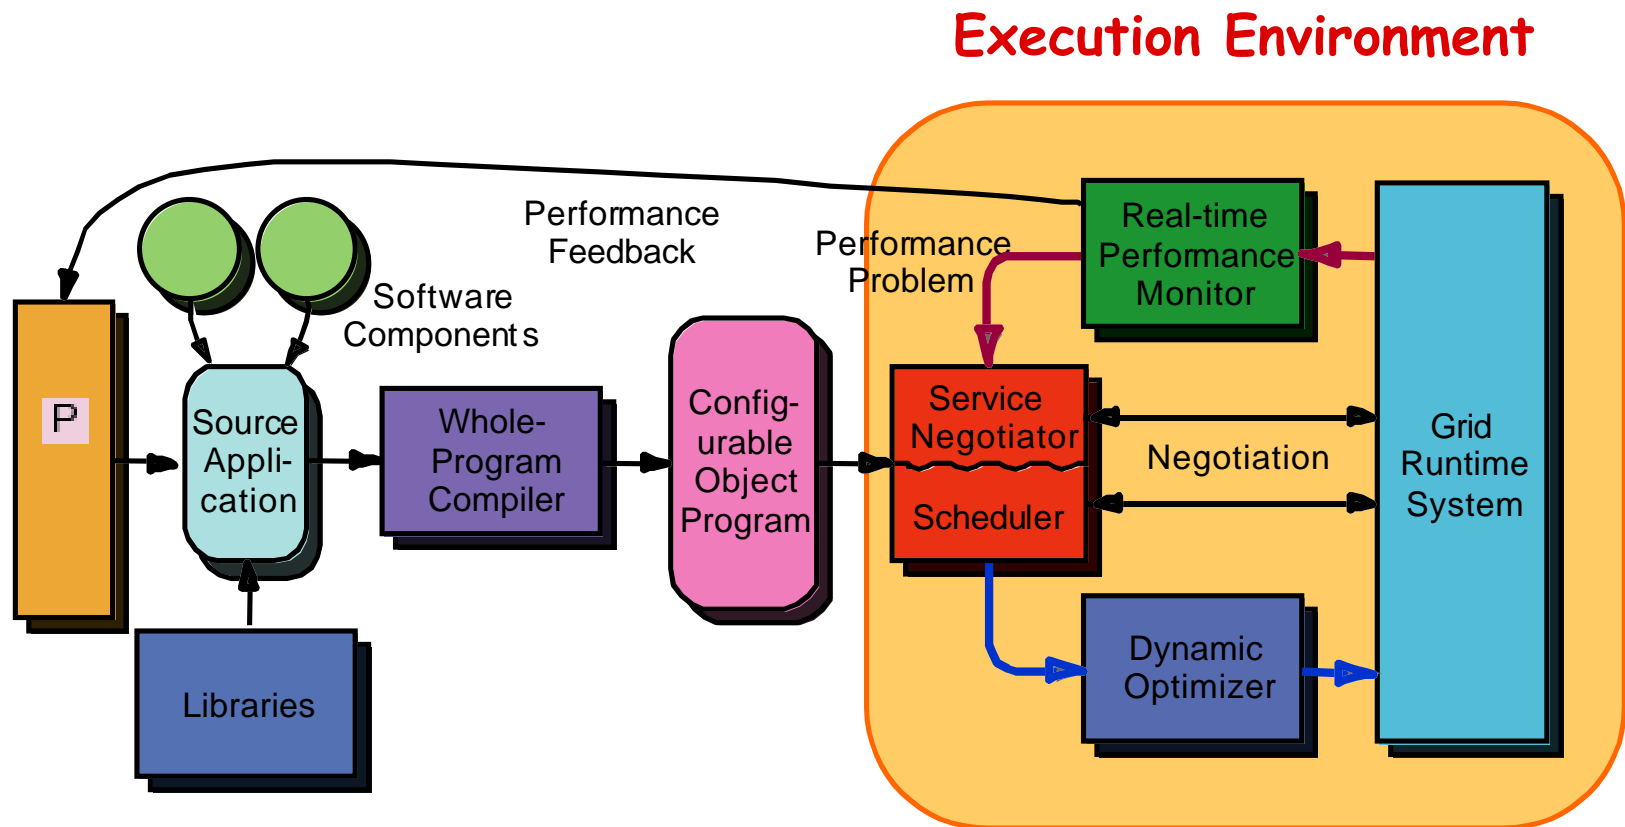 Execution Environment
Performance
Feedback
Performance
Problem
Real-time
Performance
Monitor
Software
Components
P
Source
Appli-
cation
Whole-
Program
Compiler
Config-
urable
Object
Program
Service
Negotiator
Scheduler
Negotiation
Grid
Runtime
System
Libraries
Dynamic
Optimizer